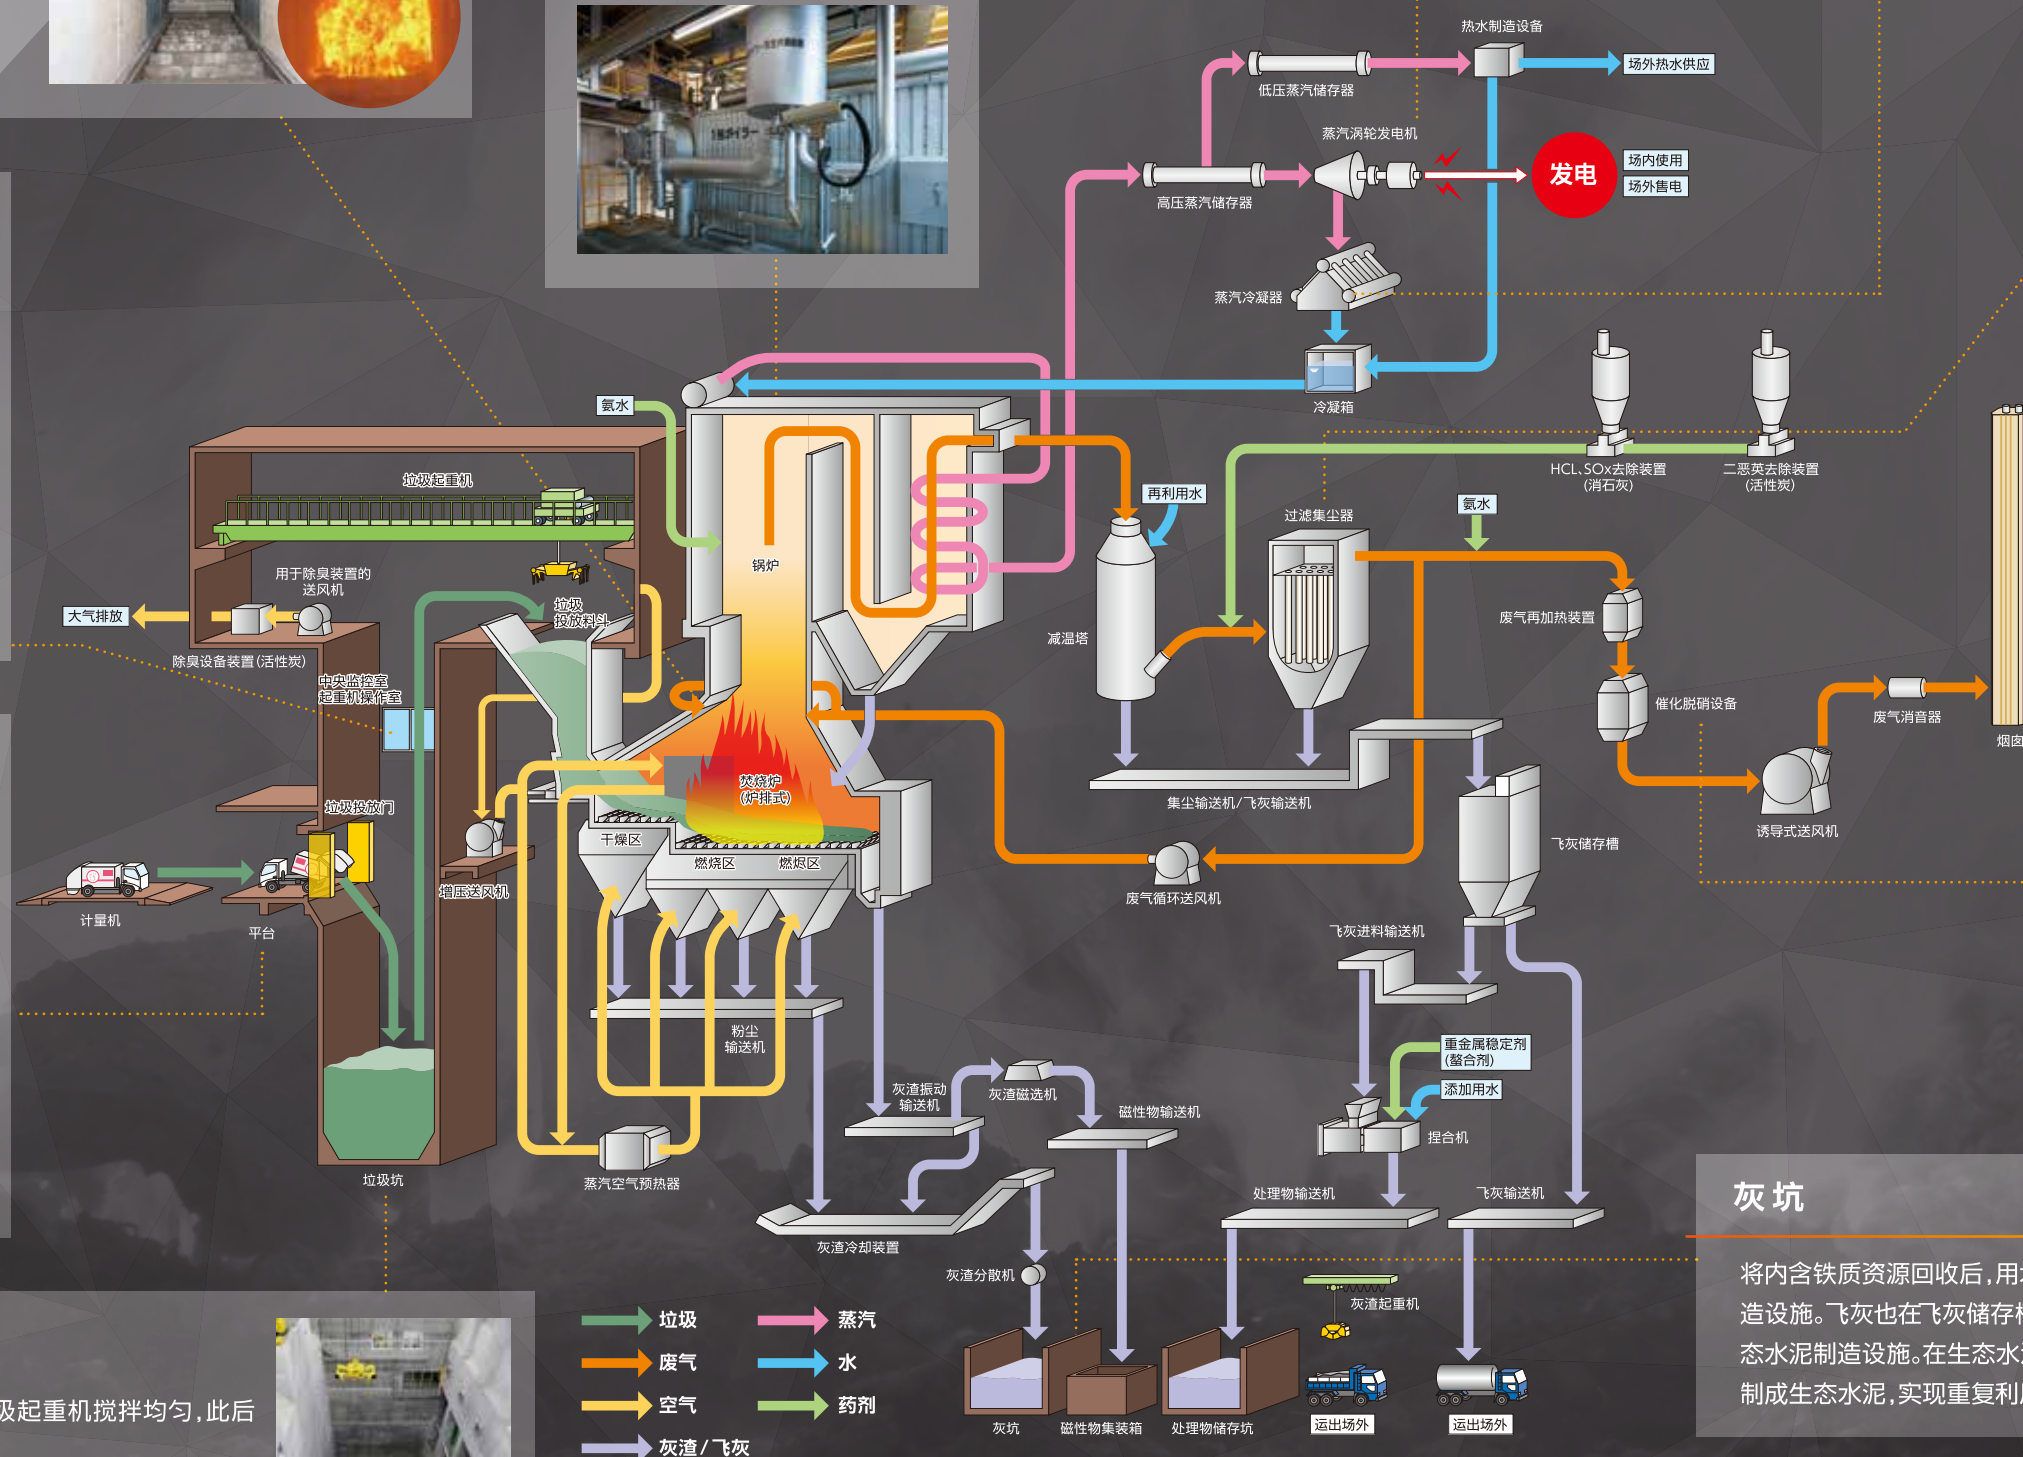 热水制造设备
场外热水供应
低压蒸汽储存器
蒸汽涡轮发电机
发电
场内使用
场外售电
高压蒸汽储存器
蒸汽冷凝器
冷凝箱
氨水
垃圾起重机
HCL、SOx去除装置
(消石灰)
二恶英去除装置
(活性炭)
再利用水
过滤集尘器
氨水
锅炉
用于除臭装置的
送风机
大气排放
垃圾
投放料斗
除臭设备装置(活性炭)
减温塔
废气再加热装置
中央监控室
起重机操作室
催化脱硝设备
废气消音器
烟囱
焚烧炉
(炉排式)
垃圾投放门
集尘输送机/飞灰输送机
诱导式送风机
干燥区
燃烧区
燃烬区
飞灰储存槽
增压送风机
废气循环送风机
计量机
平台
飞灰进料输送机
粉尘
输送机
重金属稳定剂
(螯合剂)
添加用水
灰渣振动
输送机
灰渣磁选机
磁性物输送机
捏合机
垃圾坑
蒸汽空气预热器
处理物输送机
飞灰输送机
灰渣冷却装置
灰渣分散机
灰渣起重机
灰坑
磁性物集装箱
处理物储存坑
运出场外
运出场外
垃圾
蒸汽
废气
水
空气
药剂
灰渣/飞灰
圾起重机搅拌均匀,此后
灰坑
将内含铁质资源回收后,用
造设施。飞灰也在飞灰储存
态水泥制造设施。在生态水
制成生态水泥,实现重复利